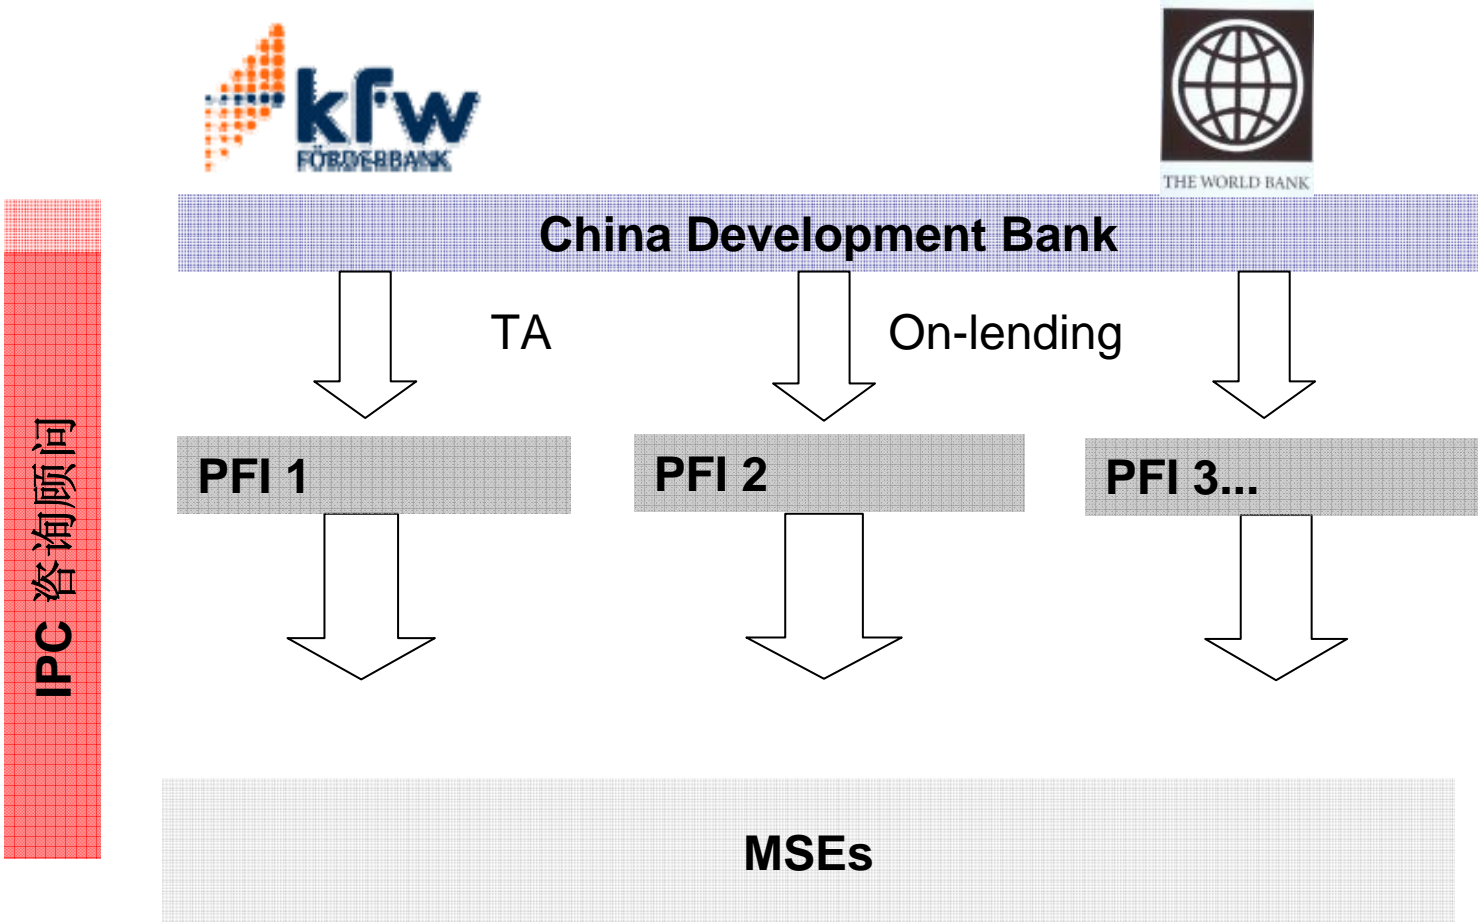 kfw
FÖRDERBANK
THE WORLD BANK
China Development Bank
TA
On-lending
PFI 1
PFI 2
PFI 3...
IPC 咨询顾问
MSEs